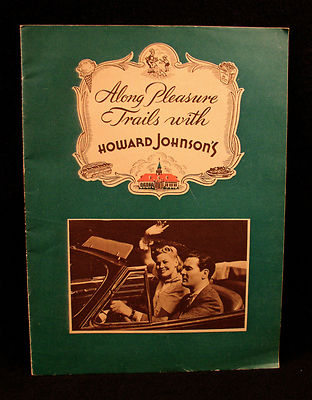 Along Pleasure
Trails with
HOWARD JOHNSON'S